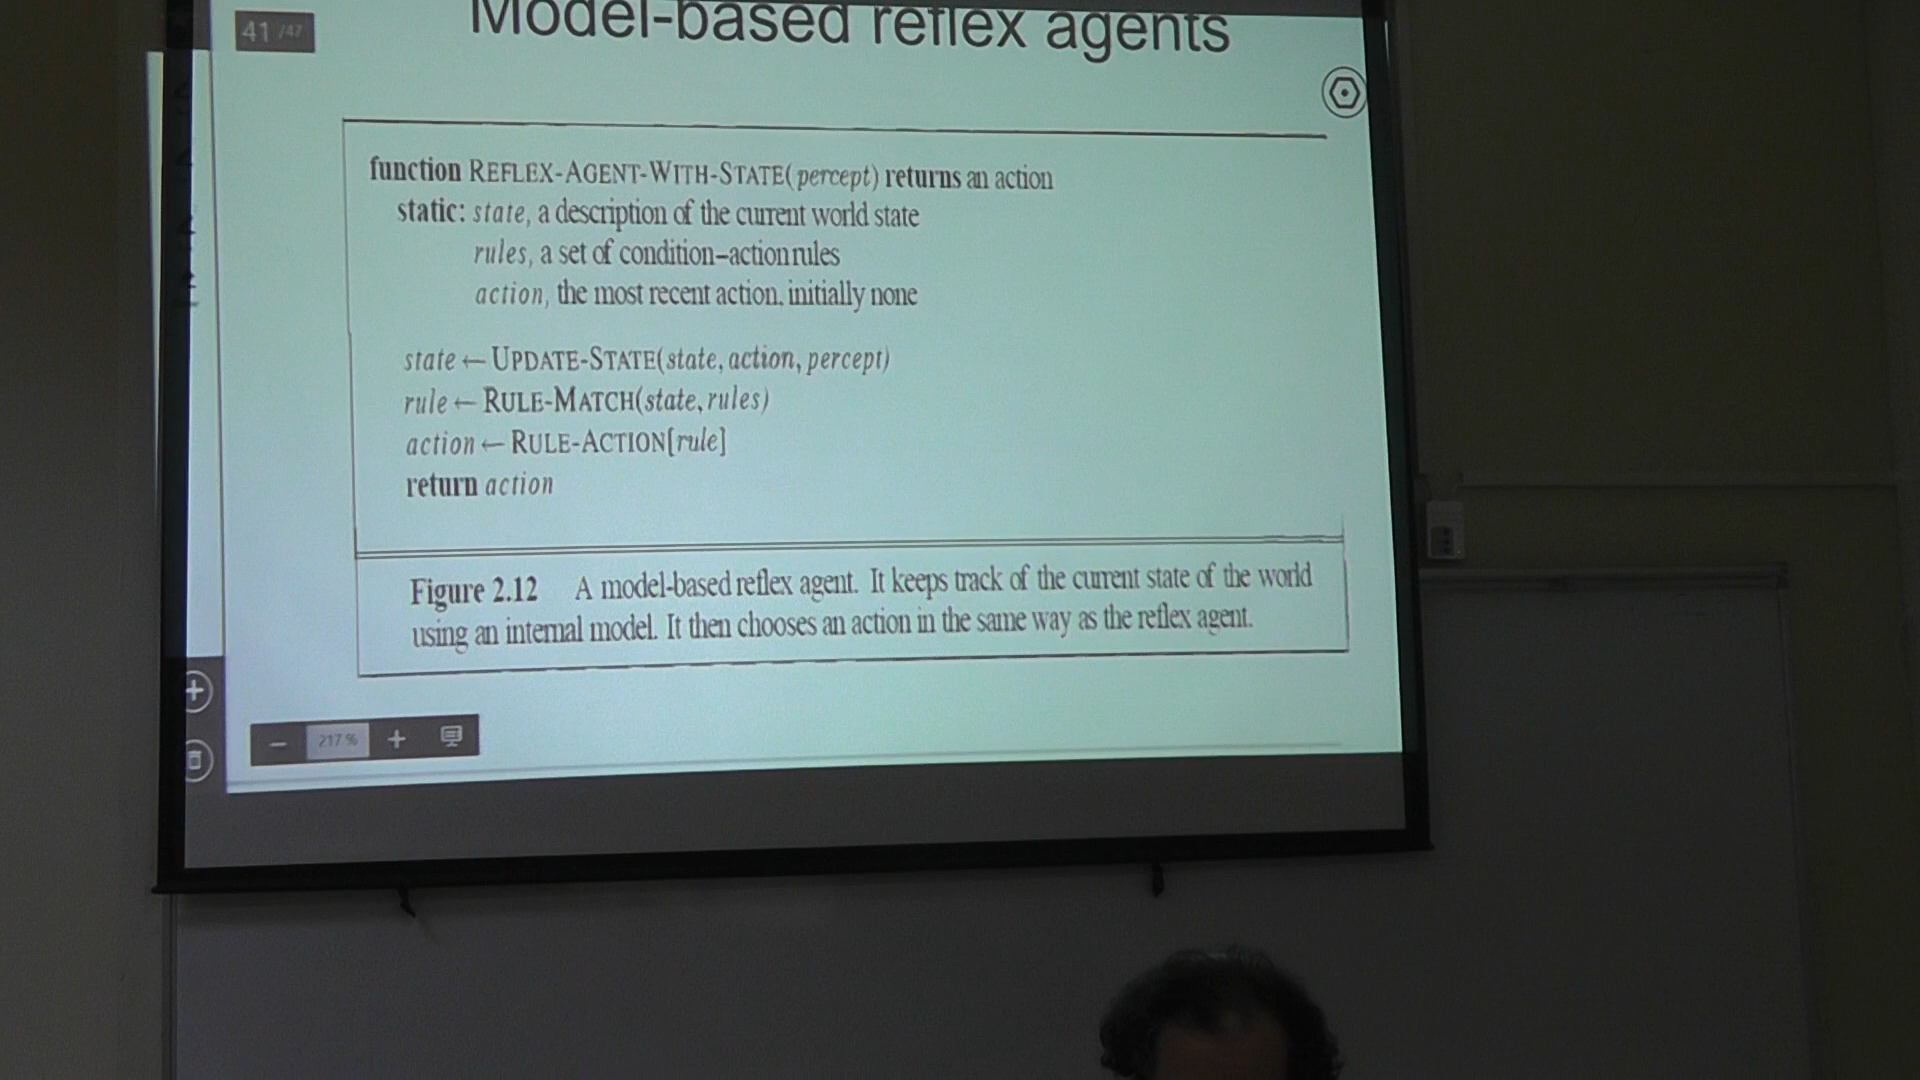 41 /47
Model-based reflex agents
function REFLEX-AGENT-WITH-STATE(percept) returns an action
static: state, a description of the current world state
rules, a set of condition–action rules
action, the most recent action, initially none
state ← UPDATE-STATE(state, action, percept)
rule ← RULE-MATCH(state, rules)
action ← RULE-ACTION[rule]
return action
Figure 2.12 A model-based reflex agent. It keeps track of the current state of the world
using an internal model. It then chooses an action in the same way as the reflex agent.
− 217 % +